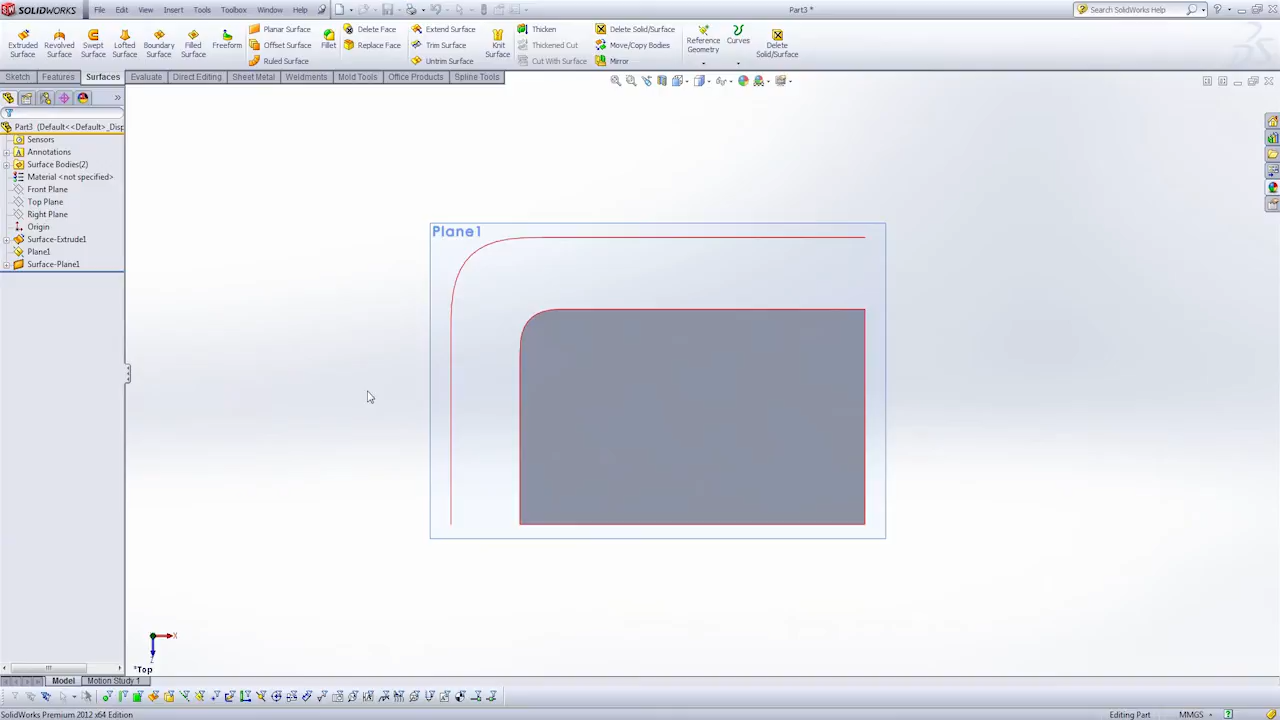 SOLIDWORKS File Edit View Insert Tools Toolbox Window Help Part3 * Search SolidWorks Help
Extruded Surface
Revolved Surface
Swept Surface
Lofted Surface
Boundary Surface
Filled Surface
Freeform
Planar Surface
Offset Surface
Ruled Surface
Fillet
Delete Face
Replace Face
Extend Surface
Trim Surface
Untrim Surface
Knit Surface
Thicken
Thickened Cut
Cut With Surface
Delete Solid/Surface
Move/Copy Bodies
Mirror
Reference Geometry
Curves
Delete Solid/Surface
Sketch Features Surfaces Evaluate Direct Editing Sheet Metal Weldments Mold Tools Office Products Spline Tools
Part3 (Default<<Default>_Disp
Sensors
Annotations
Surface Bodies(2)
Material <not specified>
Front Plane
Top Plane
Right Plane
Origin
Surface-Extrude1
Plane1
Surface-Plane1
Plane1
X
Z
*Top
Model Motion Study 1
SolidWorks Premium 2012 x64 Edition Editing Part MMGS